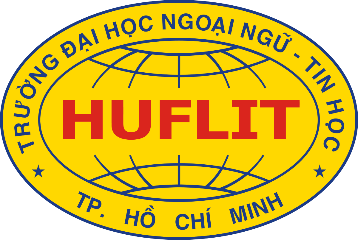 TRƯỜNG ĐẠI HỌC NGOẠI NGỮ - TIN HỌC
HUFLIT
TP. HỒ CHÍ MINH